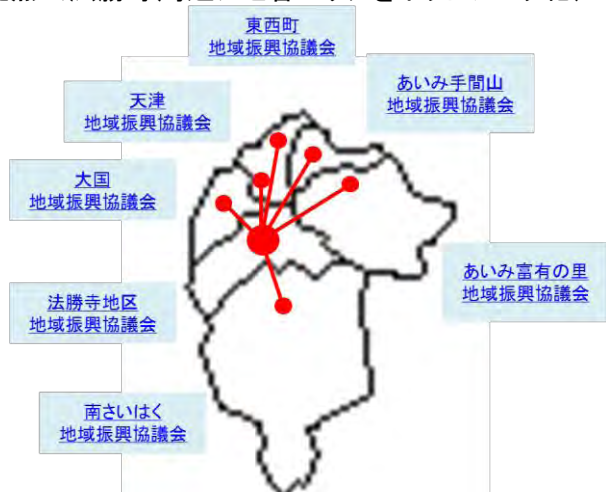 東西町
地域振興協議会
あいみ手間山
地域振興協議会
天津
地域振興協議会
大国
地域振興協議会
あいみ富有の里
地域振興協議会
法勝寺地区
地域振興協議会
南さいはく
地域振興協議会